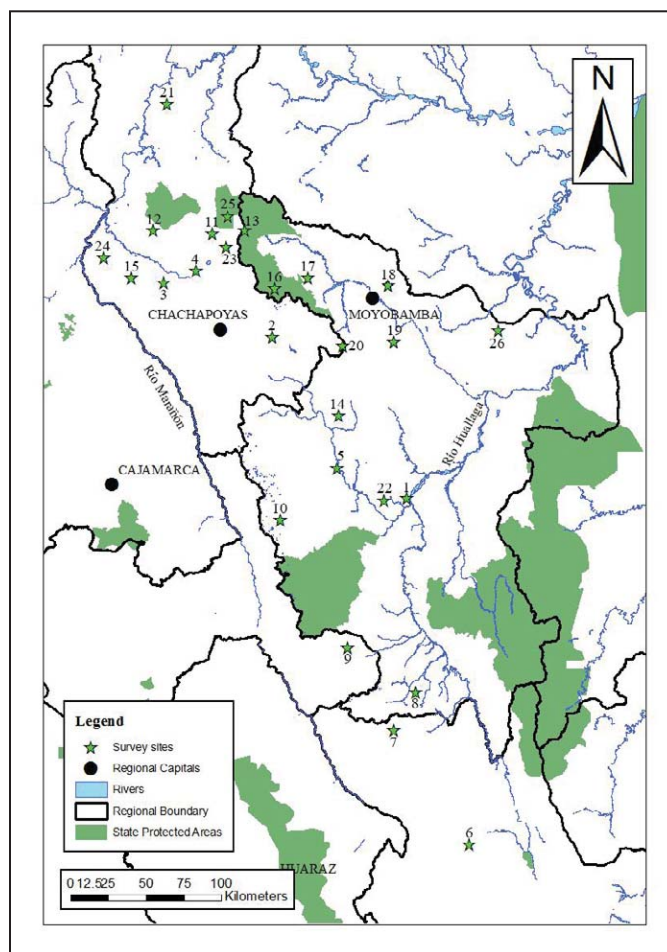 N
21
25
12
11
13
24
23
4
15
3
16
17
18
CHACHAPOYAS
MOYOBAMBA
2
20
19
26
Río Marañón
14
Río Huallaga
5
CAJAMARCA
22
1
10
9
8
7
6
HUARAZ
Legend
Survey sites
Regional Capitals
Rivers
Regional Boundary
State Protected Areas
0 12.525 50 75 100
Kilometers